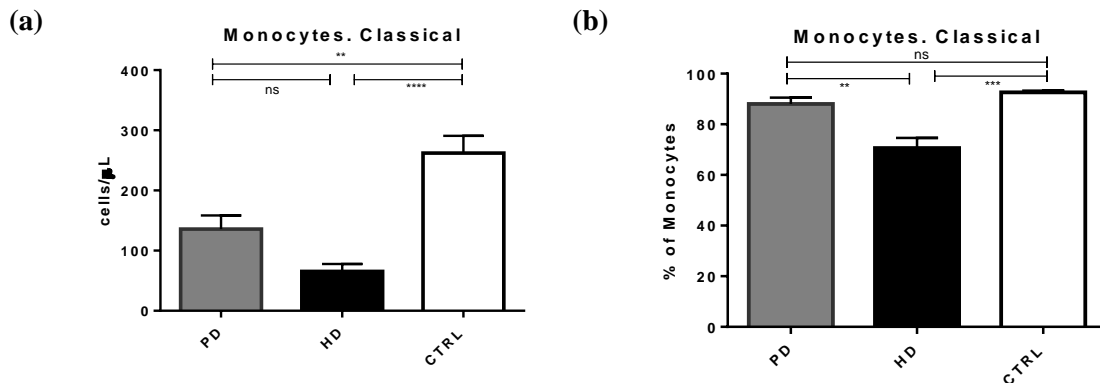 (a)
Monocytes. Classical
**
ns
****
400
300
200
100
0
cells/µL
PD
HD
CTRL
(b)
Monocytes. Classical
ns
**
***
100
80
60
40
20
0
% of Monocytes
PD
HD
CTRL